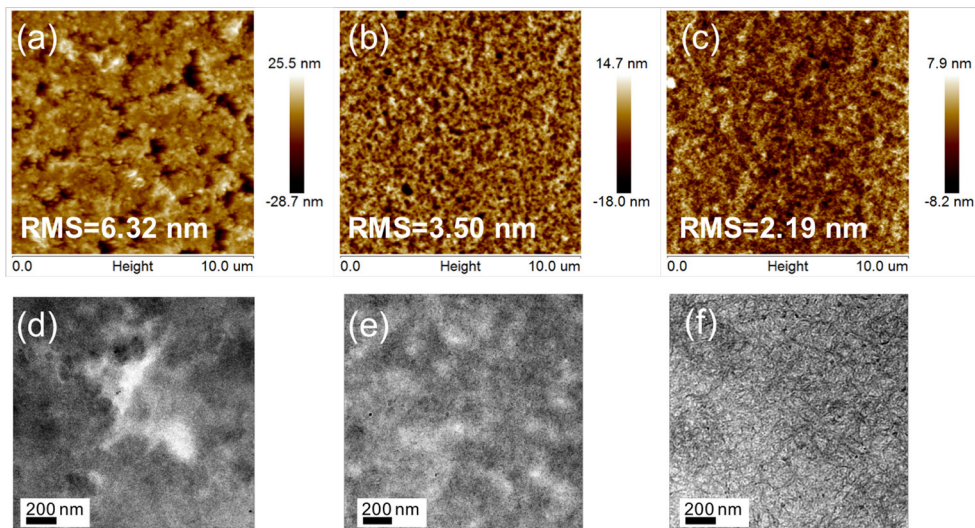 (a)
25.5 nm
-28.7 nm
RMS=6.32 nm
0.0 Height 10.0 um
(b)
14.7 nm
-18.0 nm
RMS=3.50 nm
0.0 Height 10.0 um
(c)
7.9 nm
-8.2 nm
RMS=2.19 nm
0.0 Height 10.0 um
(d)
200 nm
(e)
200 nm
(f)
200 nm